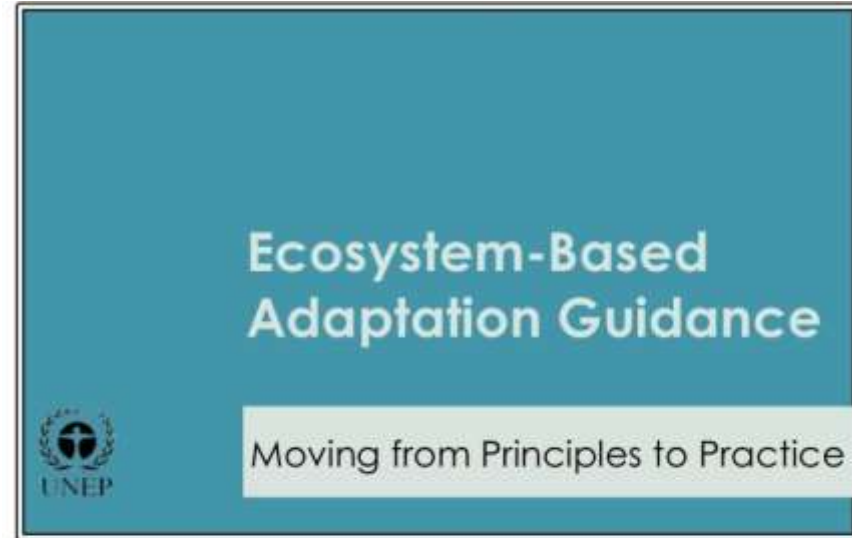 Ecosystem-Based
Adaptation Guidance
Moving from Principles to Practice
UNEP